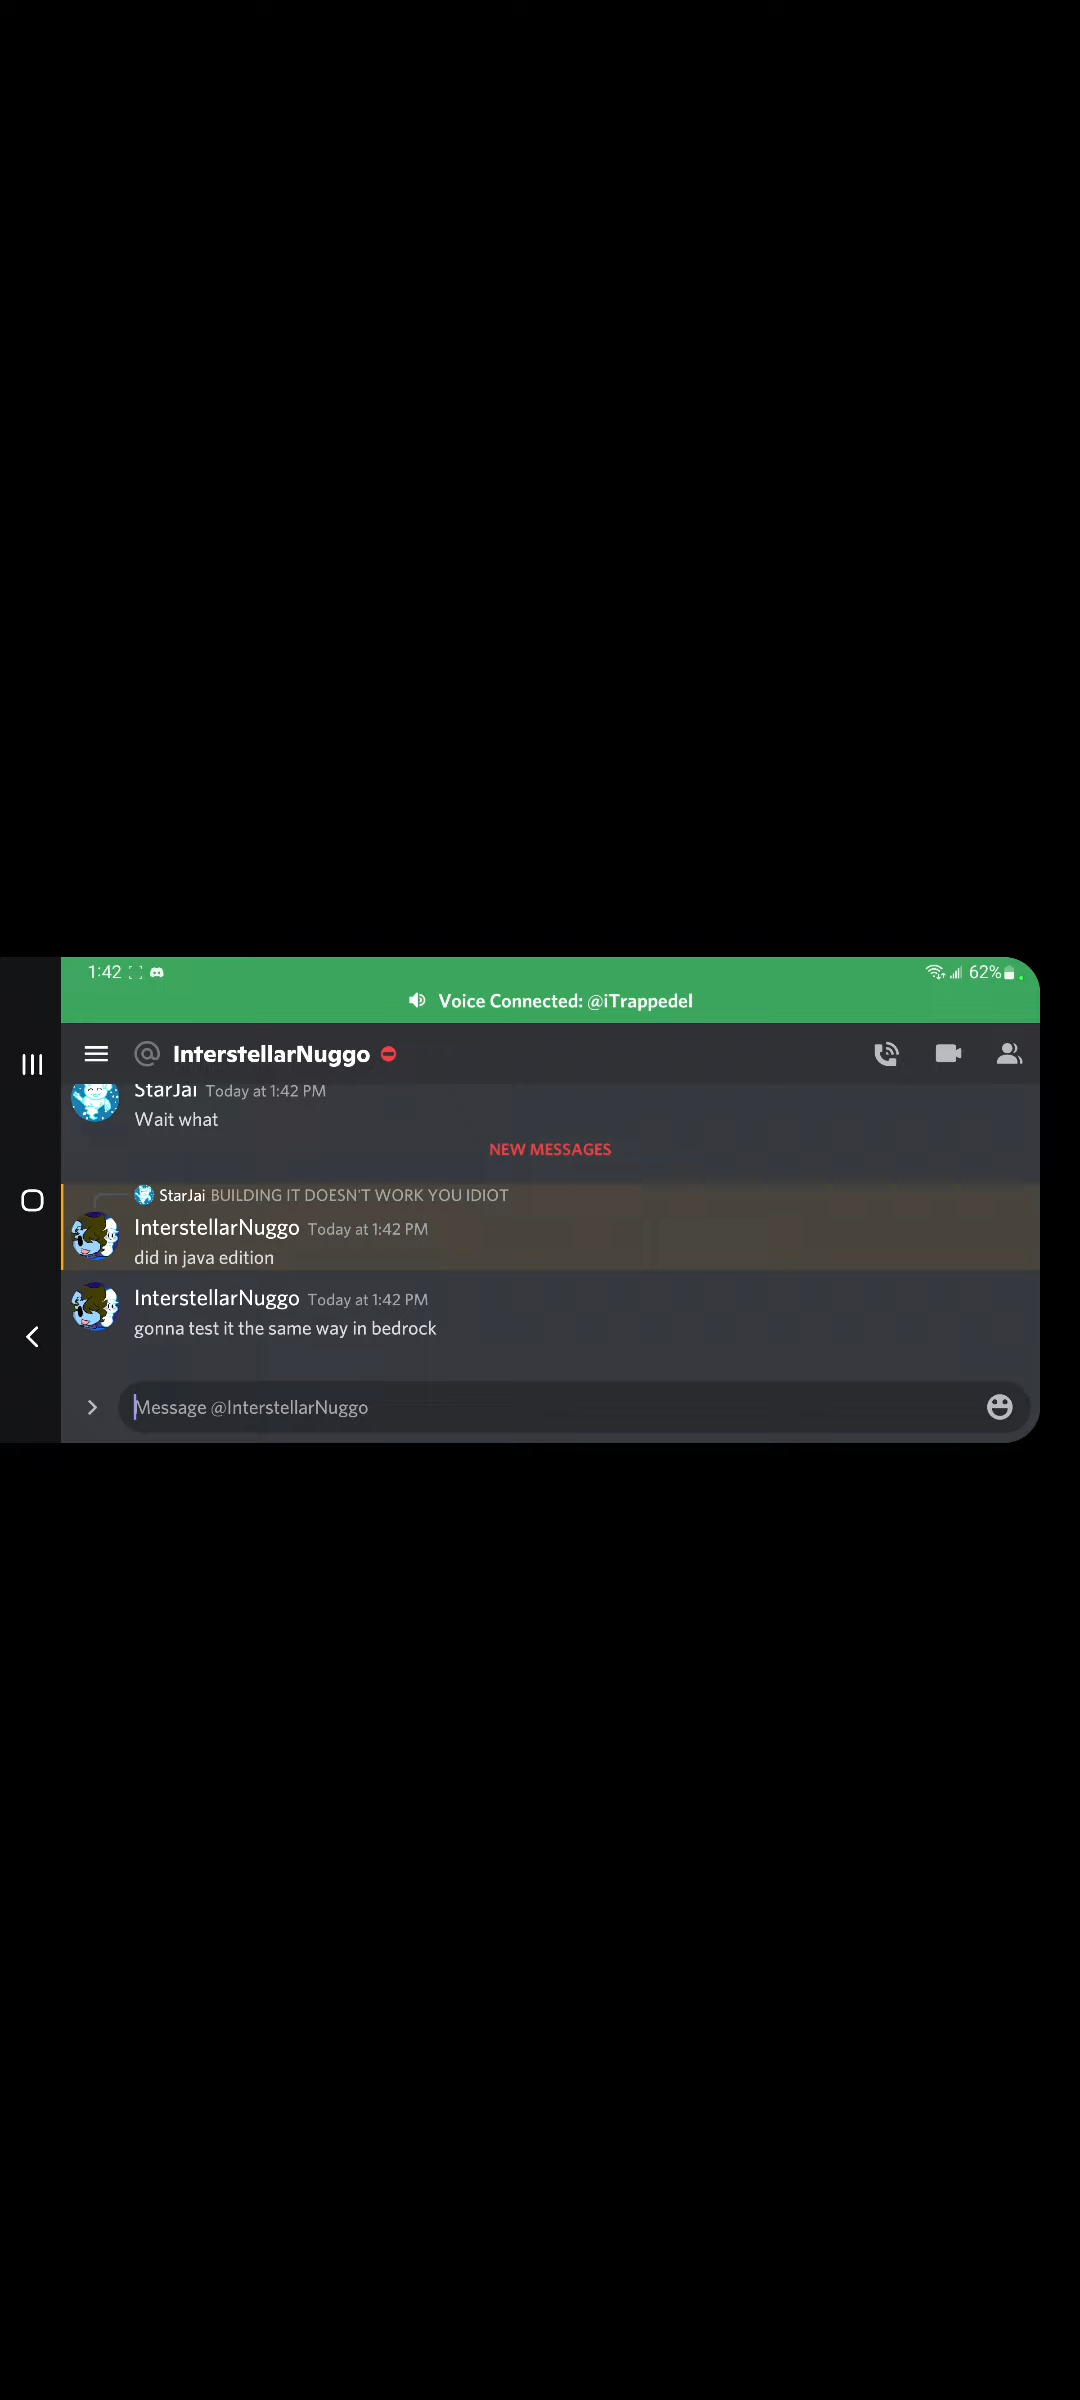 1:42 62%
Voice Connected: @iTrappedel
InterstellarNuggo
StarJai Today at 1:42 PM
Wait what
NEW MESSAGES
StarJai BUILDING IT DOESN'T WORK YOU IDIOT
InterstellarNuggo Today at 1:42 PM
did in java edition
InterstellarNuggo Today at 1:42 PM
gonna test it the same way in bedrock
Message @InterstellarNuggo